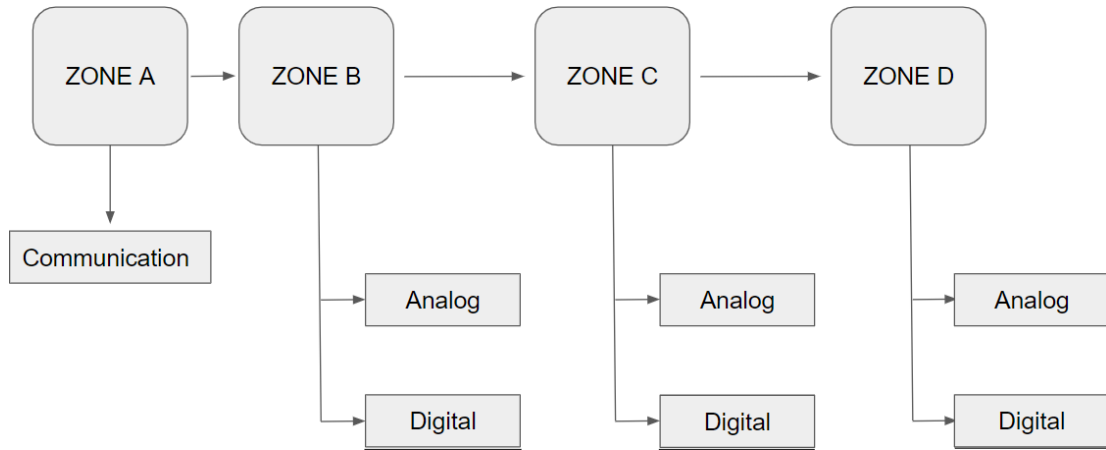 ZONE A
ZONE B
ZONE C
ZONE D
Communication
Analog
Analog
Analog
Digital
Digital
Digital